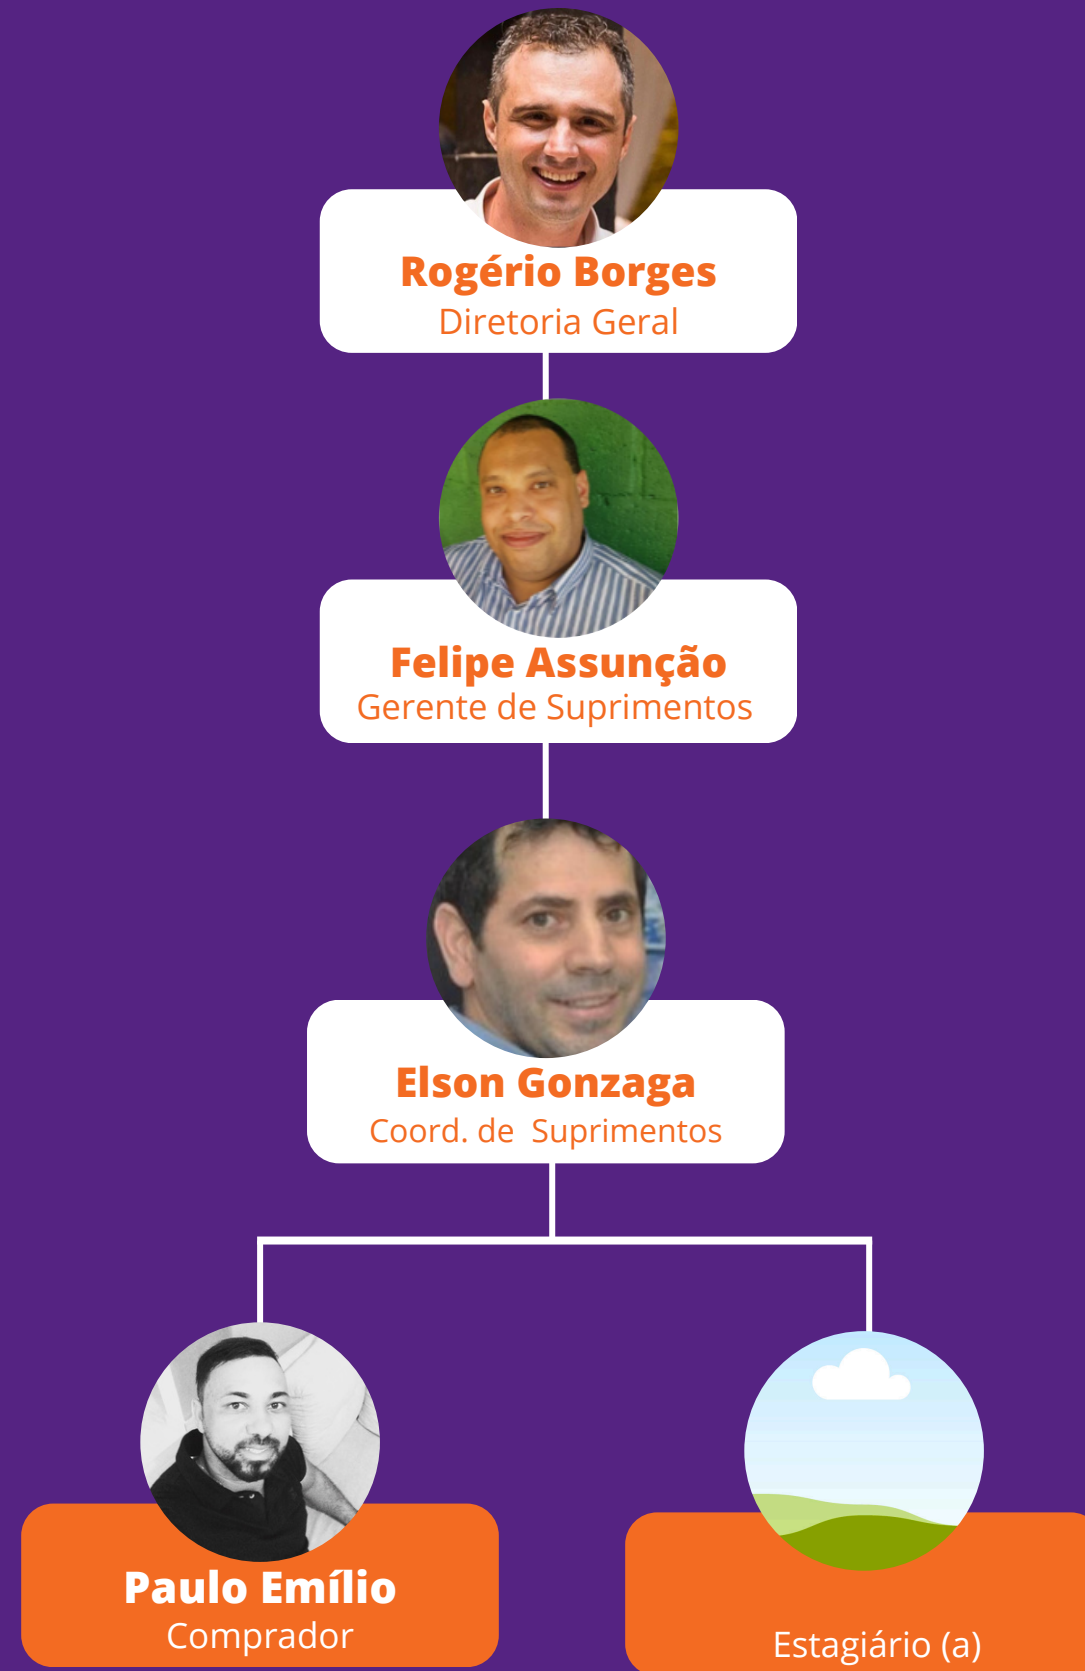 Rogério Borges
Diretoria Geral
Felipe Assunção
Gerente de Suprimentos
Elson Gonzaga
Coord. de  Suprimentos
Paulo Emílio
Comprador
Estagiário (a)